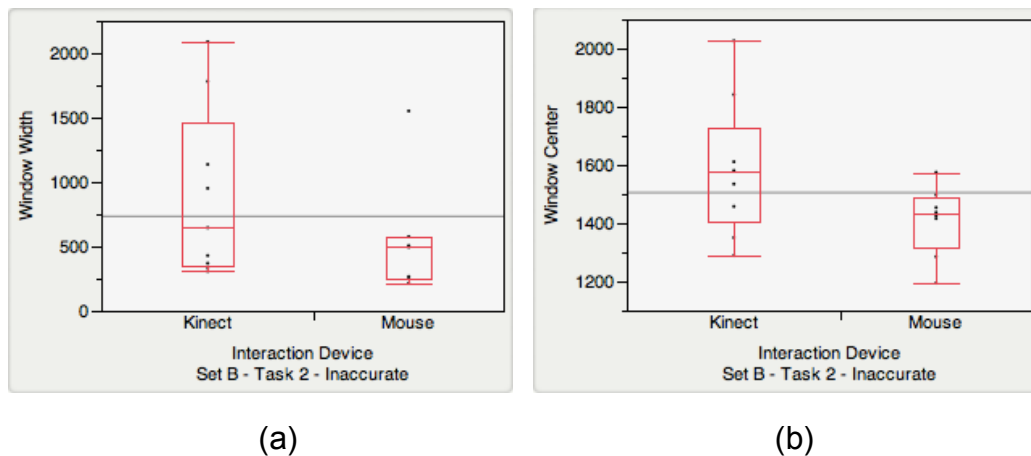 Window Width
2000
1500
1000
500
0
Kinect
Mouse
Interaction Device
Set B - Task 2 - Inaccurate
(a)
Window Center
2000
1800
1600
1400
1200
Kinect
Mouse
Interaction Device
Set B - Task 2 - Inaccurate
(b)